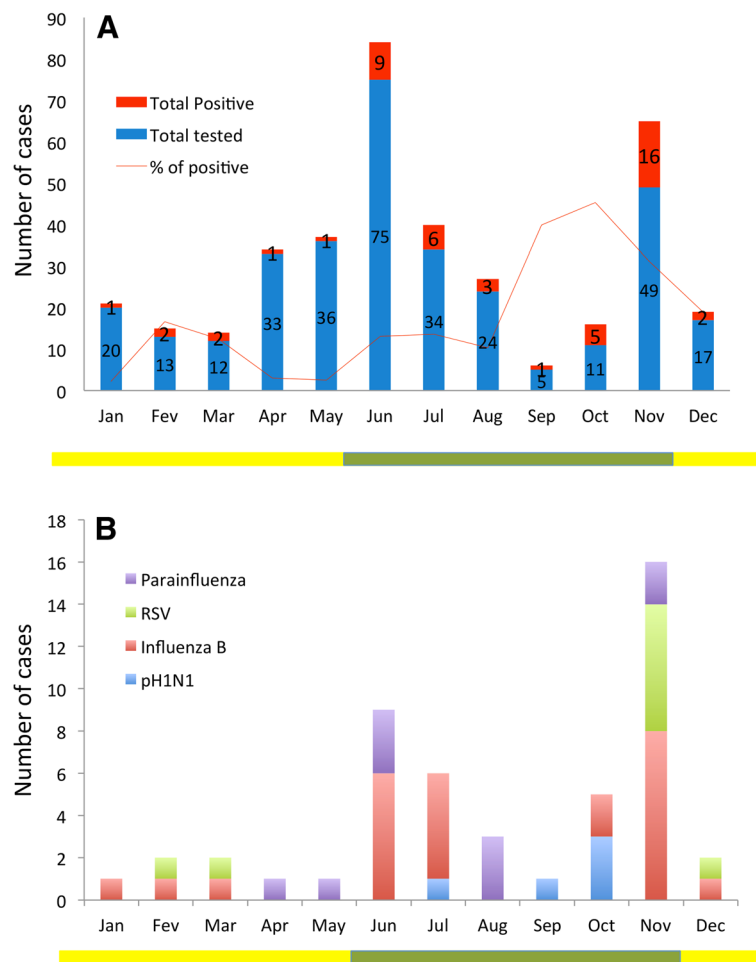 A
90
80
70
60
50
40
30
20
10
0
Number of cases
Total Positive
Total tested
% of positive
1 2 2 1 1 9 6 3 1 5 16 2
20 13 12 33 36 75 34 24 5 11 49 17
Jan Fev Mar Apr May Jun Jul Aug Sep Oct Nov Dec
B
18
16
14
12
10
8
6
4
2
0
Number of cases
Parainfluenza
RSV
Influenza B
pH1N1
Jan Fev Mar Apr May Jun Jul Aug Sep Oct Nov Dec